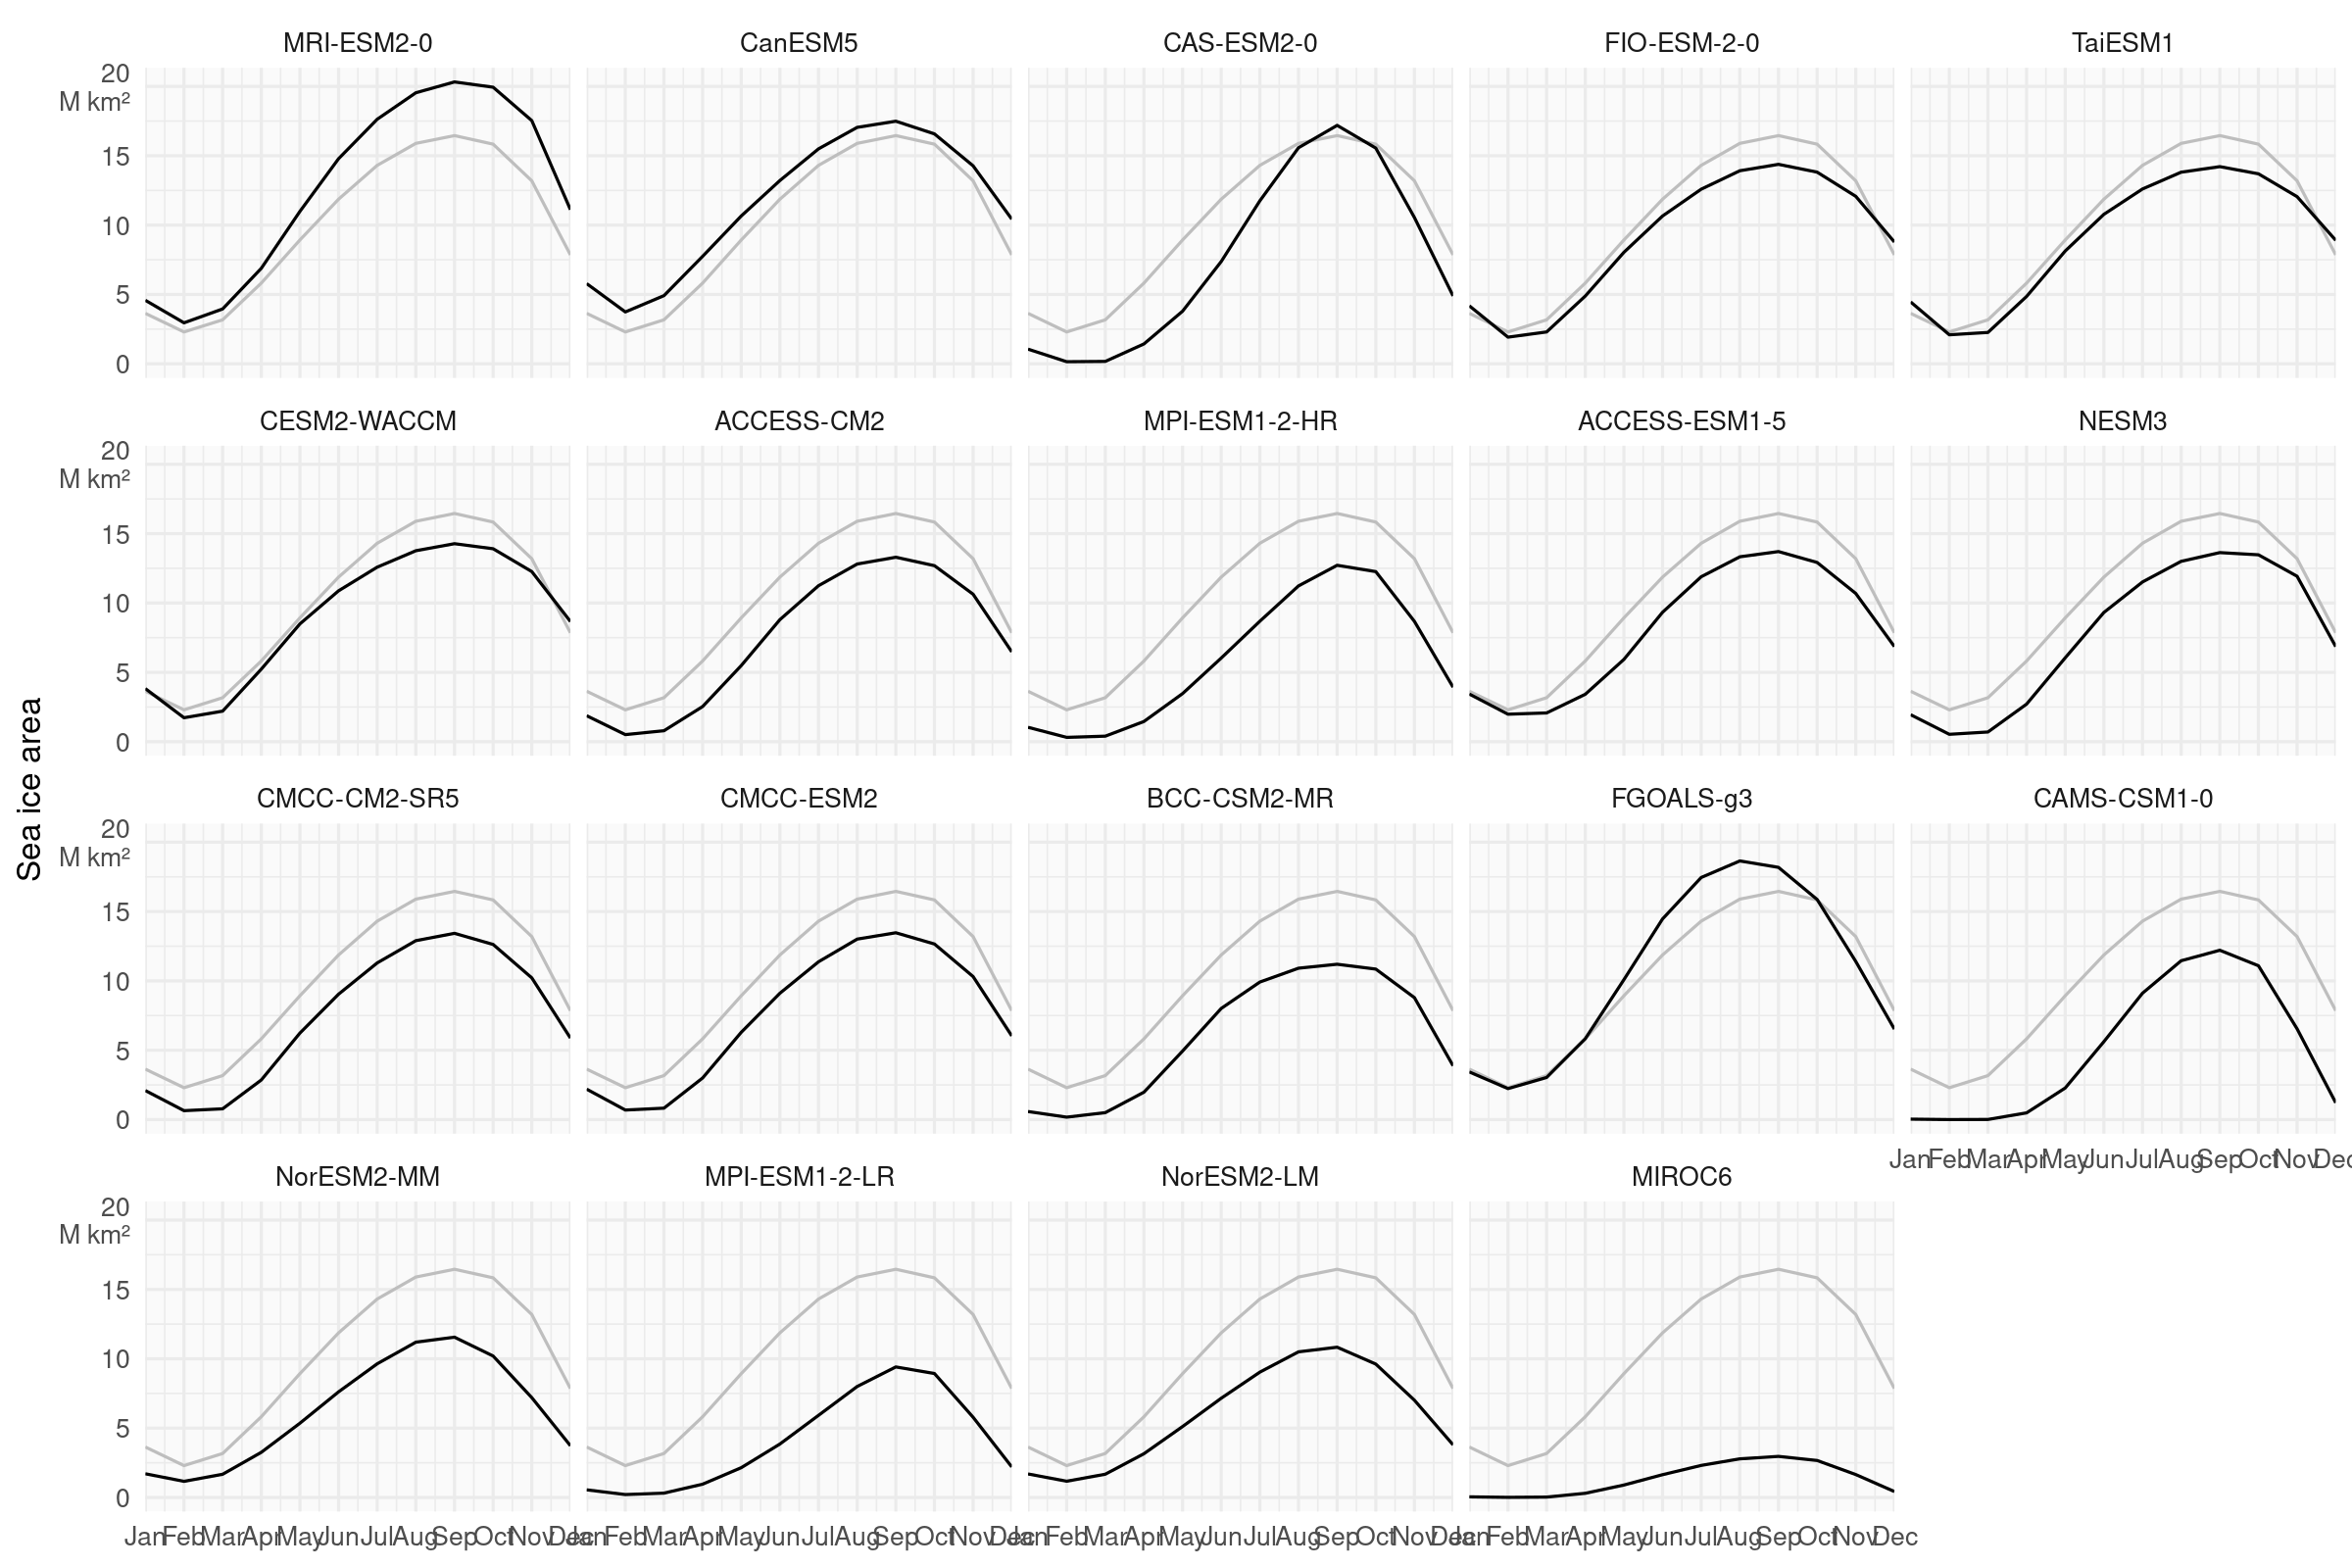 MRI-ESM2-0 CanESM5 CAS-ESM2-0 FIO-ESM-2-0 TaiESM1
20
M km²
15
10
5
0
CESM2-WACCM ACCESS-CM2 MPI-ESM1-2-HR ACCESS-ESM1-5 NESM3
20
M km²
15
10
5
0
Sea ice area
CMCC-CM2-SR5 CMCC-ESM2 BCC-CSM2-MR FGOALS-g3 CAMS-CSM1-0
20
M km²
15
10
5
0
Jan Feb Mar Apr May Jun Jul Aug Sep Oct Nov Dec
NorESM2-MM MPI-ESM1-2-LR NorESM2-LM MIROC6
20
M km²
15
10
5
0
Jan Feb Mar Apr May Jun Jul Aug Sep Oct Nov Dec Jan Feb Mar Apr May Jun Jul Aug Sep Oct Nov Dec Jan Feb Mar Apr May Jun Jul Aug Sep Oct Nov Dec Jan Feb Mar Apr May Jun Jul Aug Sep Oct Nov Dec